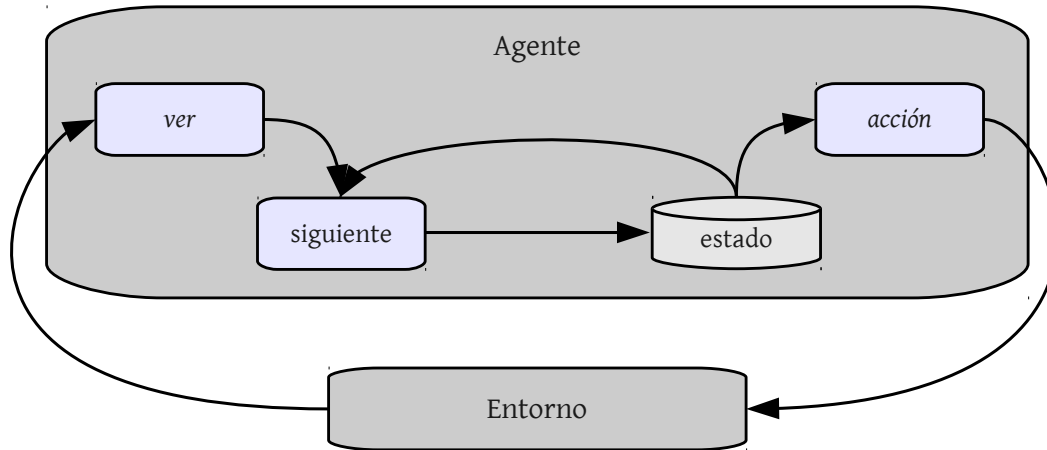 Agente
ver
acción
siguiente
estado
Entorno